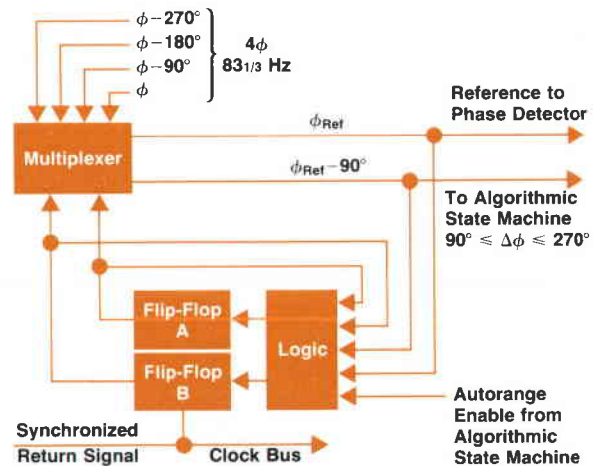 ϕ−270°
ϕ−180°
ϕ−90°
ϕ
4ϕ
83 1/3 Hz
Multiplexer
ϕRef
Reference to
Phase Detector
ϕRef−90°
To Algorithmic
State Machine
90° ≤ Δϕ ≤ 270°
Flip-Flop
A
Flip-Flop
B
Logic
Autorange
Enable from
Algorithmic
State Machine
Synchronized
Return Signal
Clock Bus